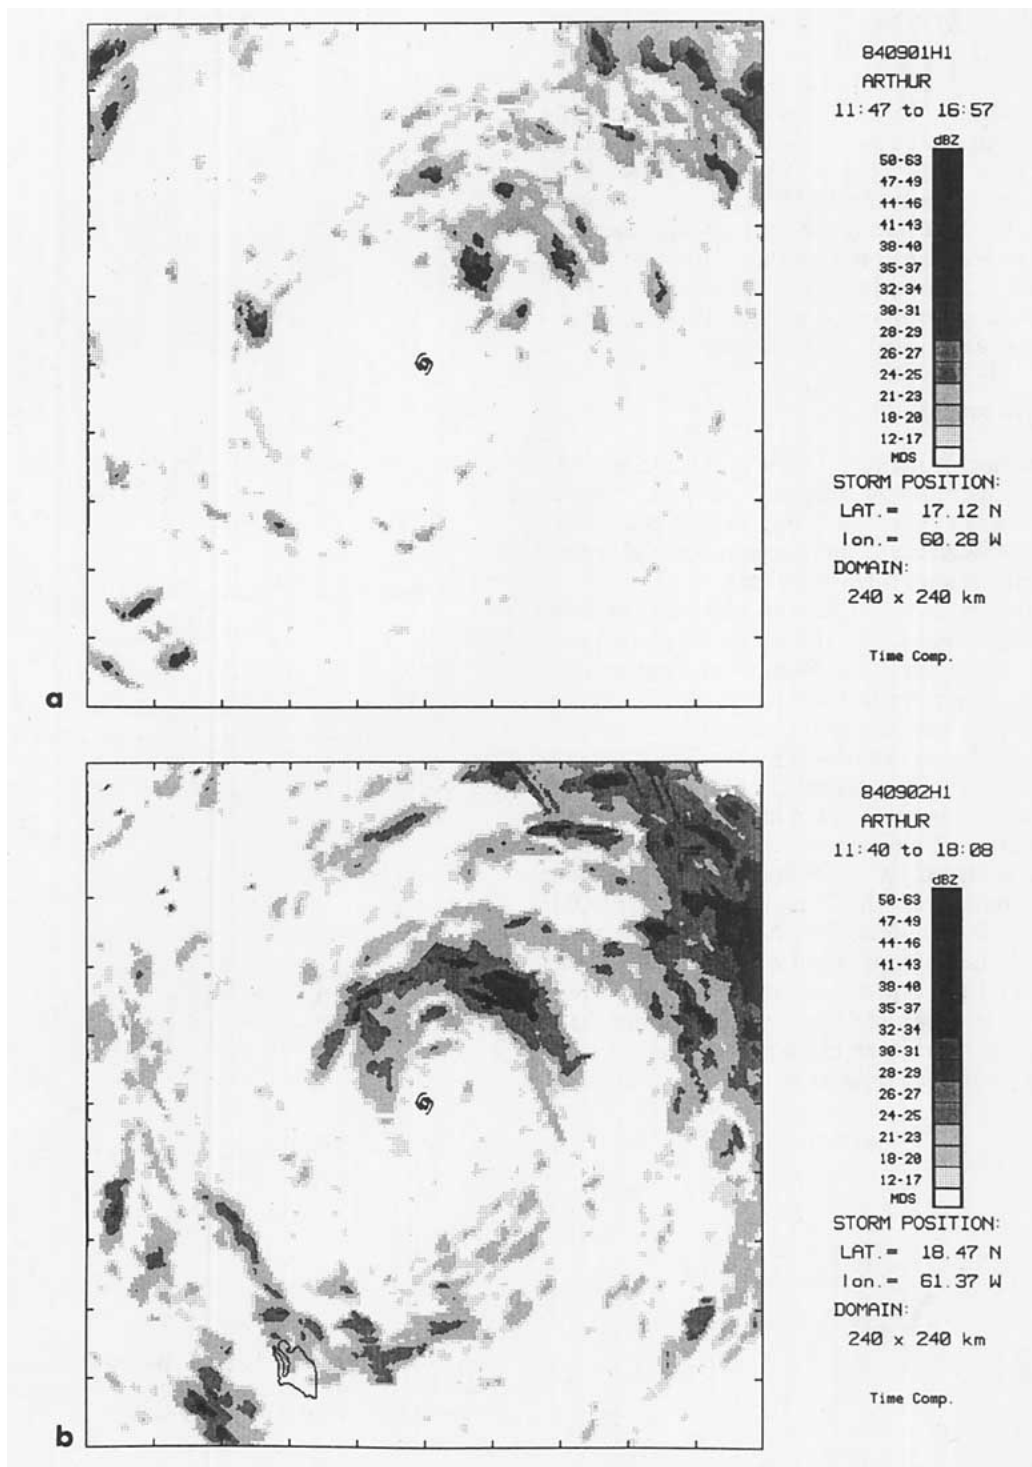 840901H1
ARTHUR
11:47 to 16:57
dBZ
50-63
47-49
44-46
41-43
38-40
35-37
32-34
30-31
28-29
26-27
24-25
21-23
18-20
12-17
MDS
STORM POSITION:
LAT.= 17.12 N
lon.= 60.28 W
DOMAIN:
240 x 240 km
Time Comp.
a
840902H1
ARTHUR
11:40 to 18:08
dBZ
50-63
47-49
44-46
41-43
38-40
35-37
32-34
30-31
28-29
26-27
24-25
21-23
18-20
12-17
MDS
STORM POSITION:
LAT.= 18.47 N
lon.= 61.37 W
DOMAIN:
240 x 240 km
Time Comp.
b